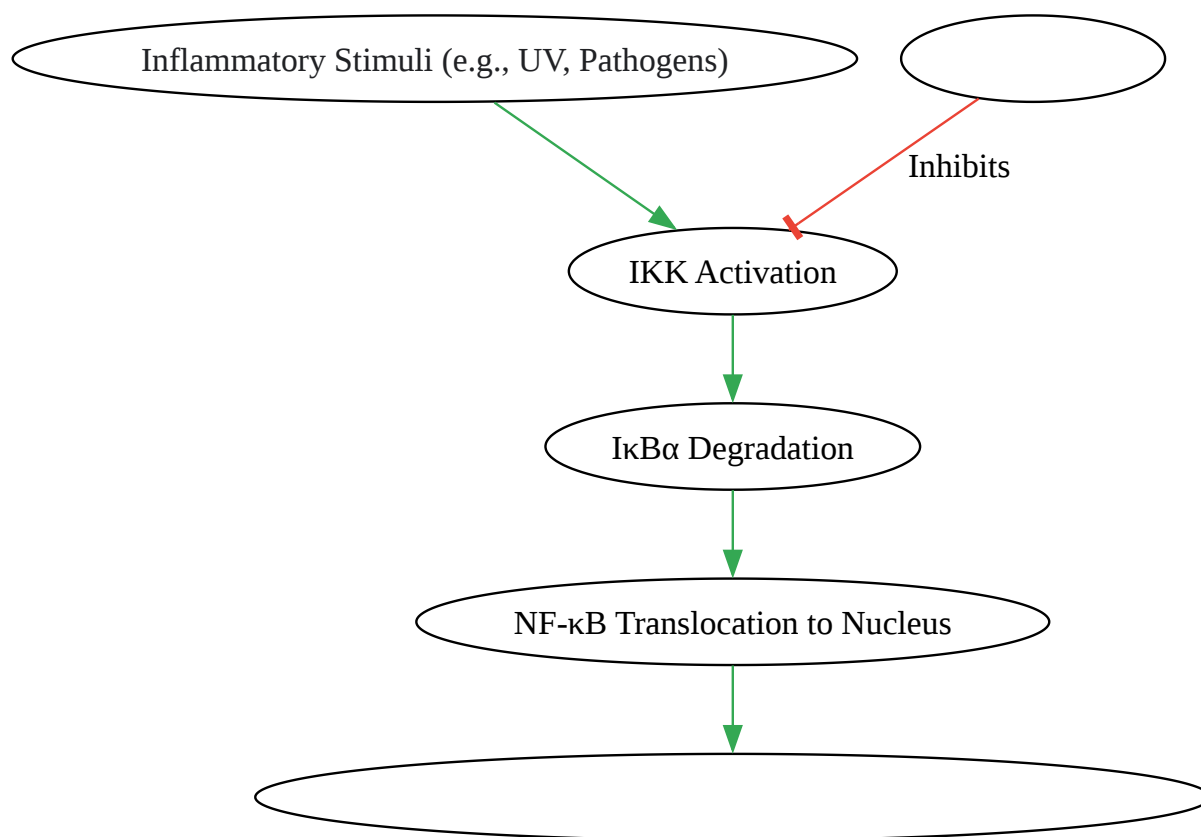 Inflammatory Stimuli (e.g., UV, Pathogens)
Inhibits
IKK Activation
IκBα Degradation
NF-κB Translocation to Nucleus